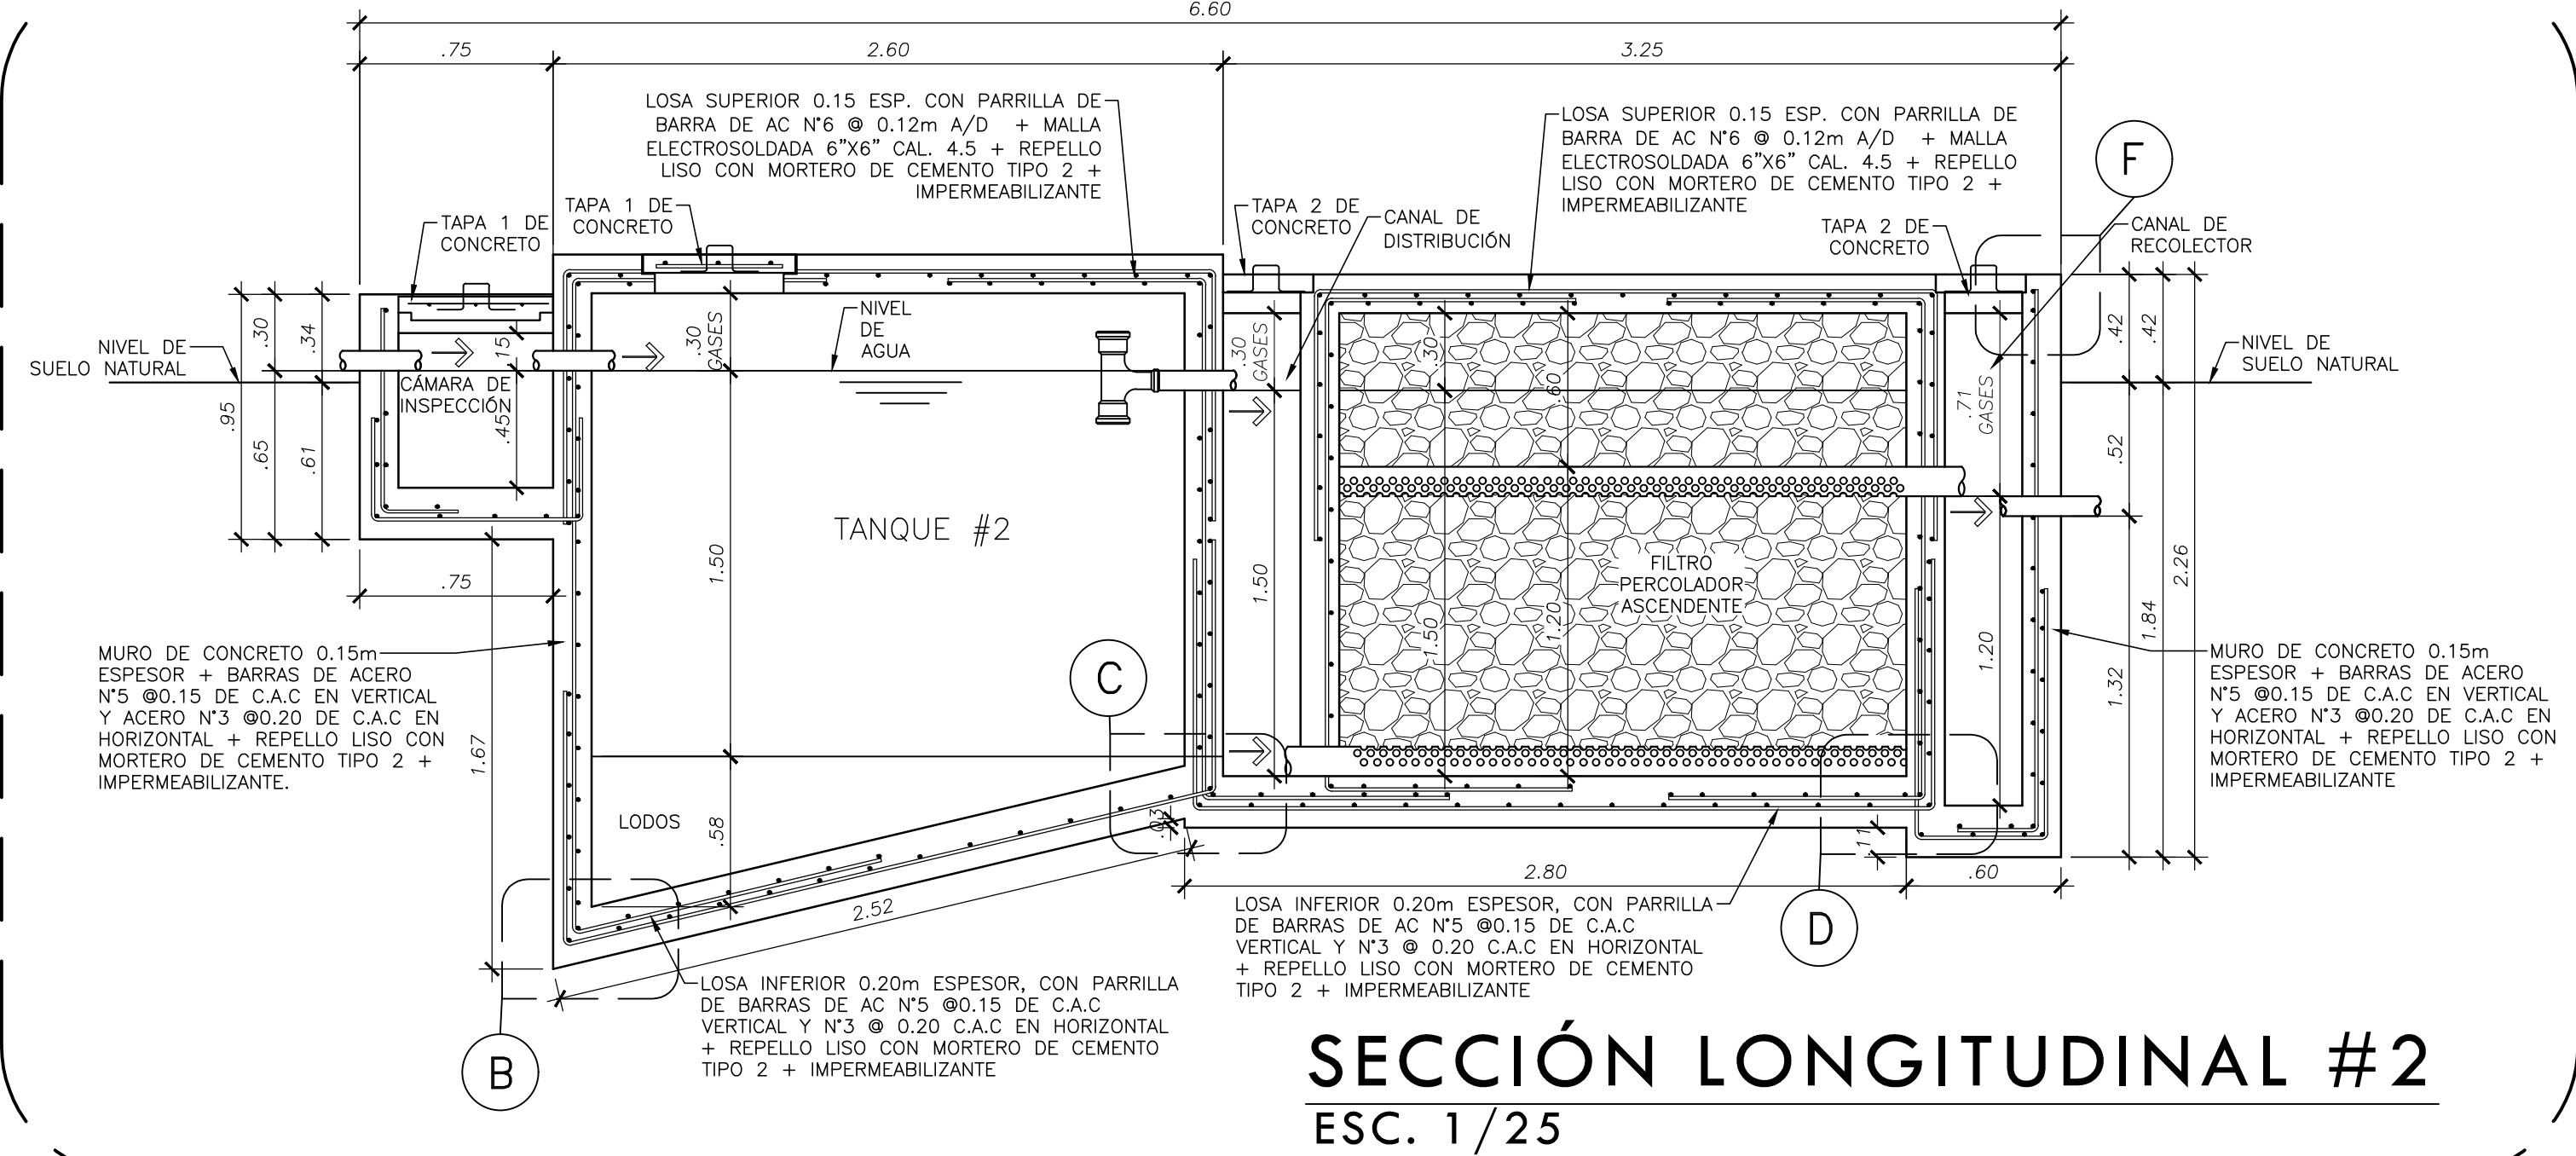 6.60
.75
2.60
3.25
LOSA SUPERIOR 0.15 ESP. CON PARRILLA DE
BARRA DE AC N°6 @ 0.12m A/D + MALLA
ELECTROSOLDADA 6"X6" CAL. 4.5 + REPELLO
LISO CON MORTERO DE CEMENTO TIPO 2 +
IMPERMEABILIZANTE
LOSA SUPERIOR 0.15 ESP. CON PARRILLA DE
BARRA DE AC N°6 @ 0.12m A/D + MALLA
ELECTROSOLDADA 6"X6" CAL. 4.5 + REPELLO
LISO CON MORTERO DE CEMENTO TIPO 2 +
IMPERMEABILIZANTE
F
TAPA 1 DE
CONCRETO
TAPA 1 DE
CONCRETO
TAPA 2 DE
CONCRETO
CANAL DE
DISTRIBUCIÓN
TAPA 2 DE
CONCRETO
CANAL DE
RECOLECTOR
NIVEL DE
SUELO NATURAL
.95
.30
.65
.34
.61
.15
.45
CÁMARA DE
INSPECCIÓN
.30
GASES
NIVEL
DE
AGUA
.30
GASES
.30
.60
.71
GASES
.42
.42
.52
NIVEL DE
SUELO NATURAL
TANQUE #2
1.50
1.50
1.50
1.20
FILTRO
PERCOLADOR
ASCENDENTE
1.20
1.32
1.84
2.26
.75
1.67
MURO DE CONCRETO 0.15m
ESPESOR + BARRAS DE ACERO
N°5 @0.15 DE C.A.C EN VERTICAL
Y ACERO N°3 @0.20 DE C.A.C EN
HORIZONTAL + REPELLO LISO CON
MORTERO DE CEMENTO TIPO 2 +
IMPERMEABILIZANTE.
C
MURO DE CONCRETO 0.15m
ESPESOR + BARRAS DE ACERO
N°5 @0.15 DE C.A.C EN VERTICAL
Y ACERO N°3 @0.20 DE C.A.C EN
HORIZONTAL + REPELLO LISO CON
MORTERO DE CEMENTO TIPO 2 +
IMPERMEABILIZANTE
LODOS
.58
.03
.11
2.52
2.80
.60
LOSA INFERIOR 0.20m ESPESOR, CON PARRILLA
DE BARRAS DE AC N°5 @0.15 DE C.A.C
VERTICAL Y N°3 @ 0.20 C.A.C EN HORIZONTAL
+ REPELLO LISO CON MORTERO DE CEMENTO
TIPO 2 + IMPERMEABILIZANTE
D
LOSA INFERIOR 0.20m ESPESOR, CON PARRILLA
DE BARRAS DE AC N°5 @0.15 DE C.A.C
VERTICAL Y N°3 @ 0.20 C.A.C EN HORIZONTAL
+ REPELLO LISO CON MORTERO DE CEMENTO
TIPO 2 + IMPERMEABILIZANTE
B
SECCIÓN LONGITUDINAL #2
ESC. 1/25